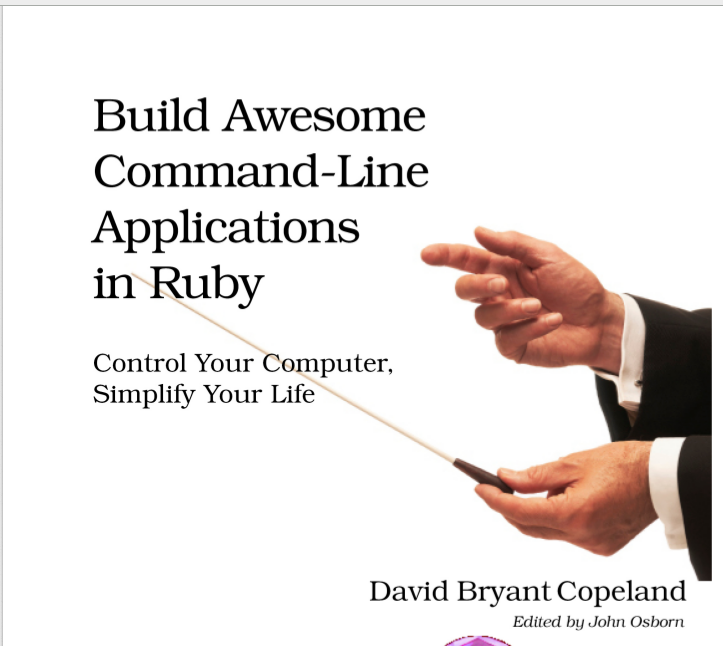 Build Awesome
Command-Line
Applications
in Ruby
Control Your Computer,
Simplify Your Life
David Bryant Copeland
Edited by John Osborn